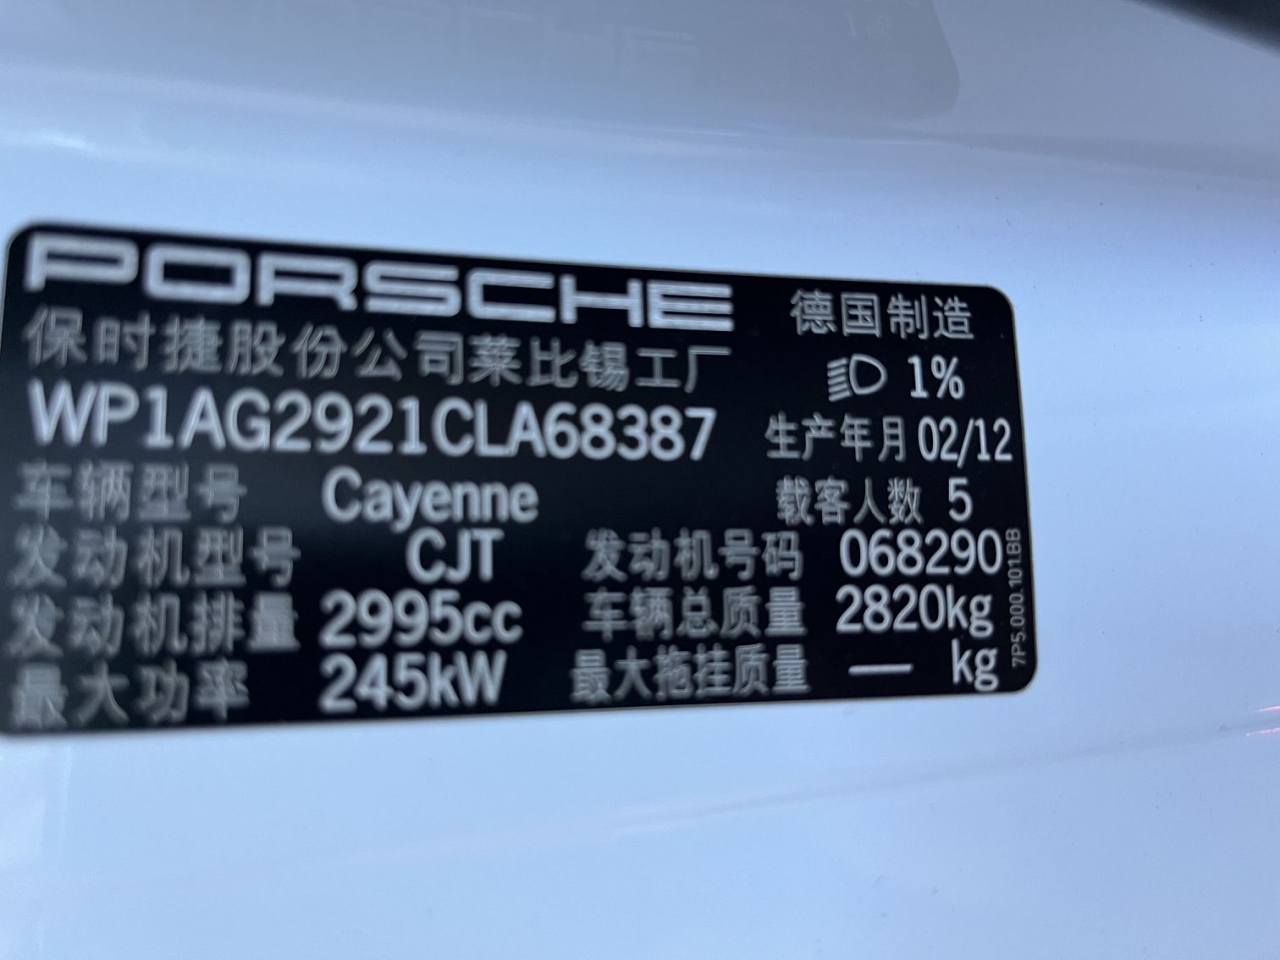 PORSCHE 德国制造
保时捷股份公司莱比锡工厂 1%
WP1AG2921CLA68387 生产年月 02/12
车辆型号 Cayenne 载客人数 5
发动机型号 CJT 发动机号码 068290
发动机排量 2995cc 车辆总质量 2820kg
最大功率 245kW 最大拖挂质量 — kg
7P5.000.101.BB